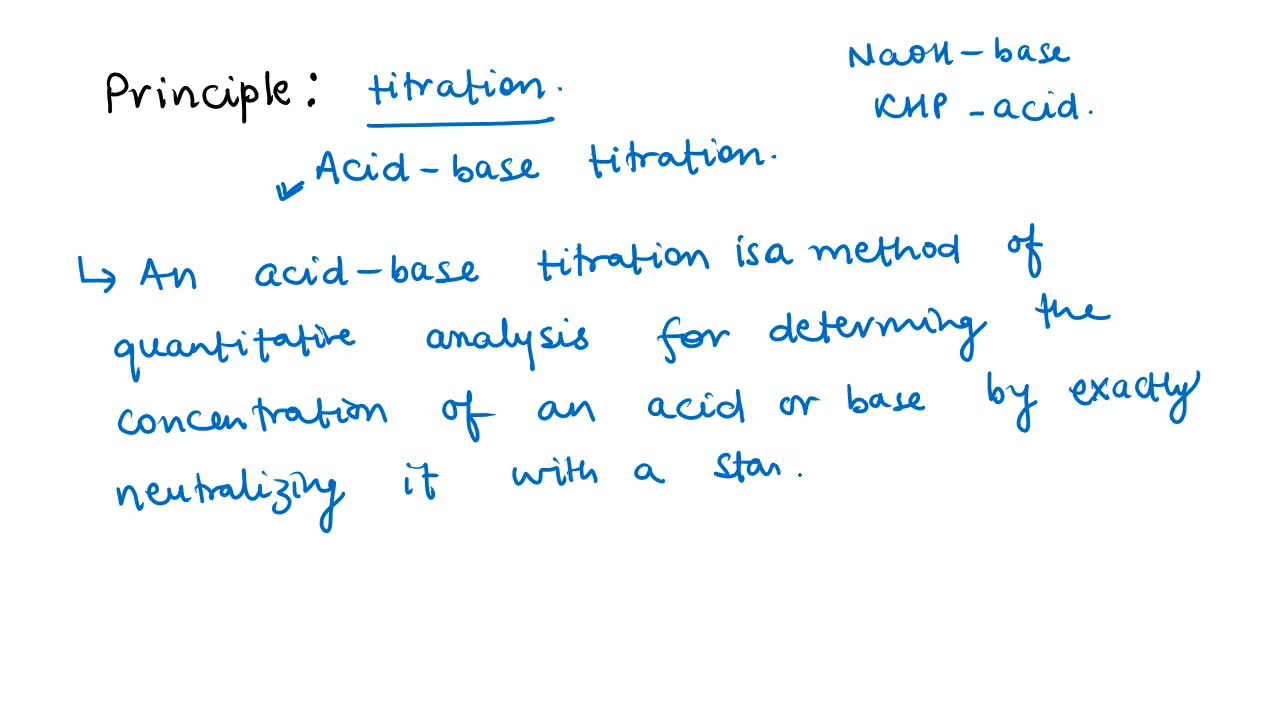 Principle: titration.
NaOH - base
KHP - acid.
Acid-base titration.
↳ An acid-base titration is a method of
quantitative analysis for determing the
concentration of an acid or base by exactly
neutralizing it with a stan.